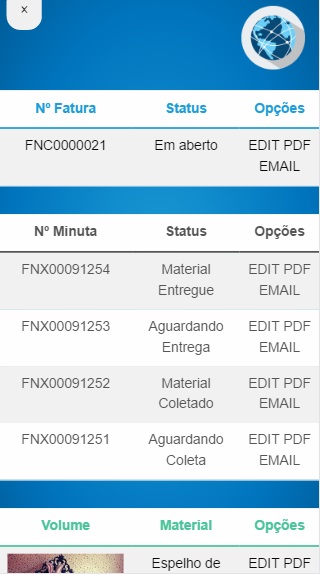 x
Nº Fatura Status Opções
FNC0000021 Em aberto EDIT PDF
EMAIL
Nº Minuta Status Opções
FNX00091254 Material EDIT PDF
Entregue EMAIL
FNX00091253 Aguardando EDIT PDF
Entrega EMAIL
FNX00091252 Material EDIT PDF
Coletado EMAIL
FNX00091251 Aguardando EDIT PDF
Coleta EMAIL
Volume Material Opções
Espelho de EDIT PDF